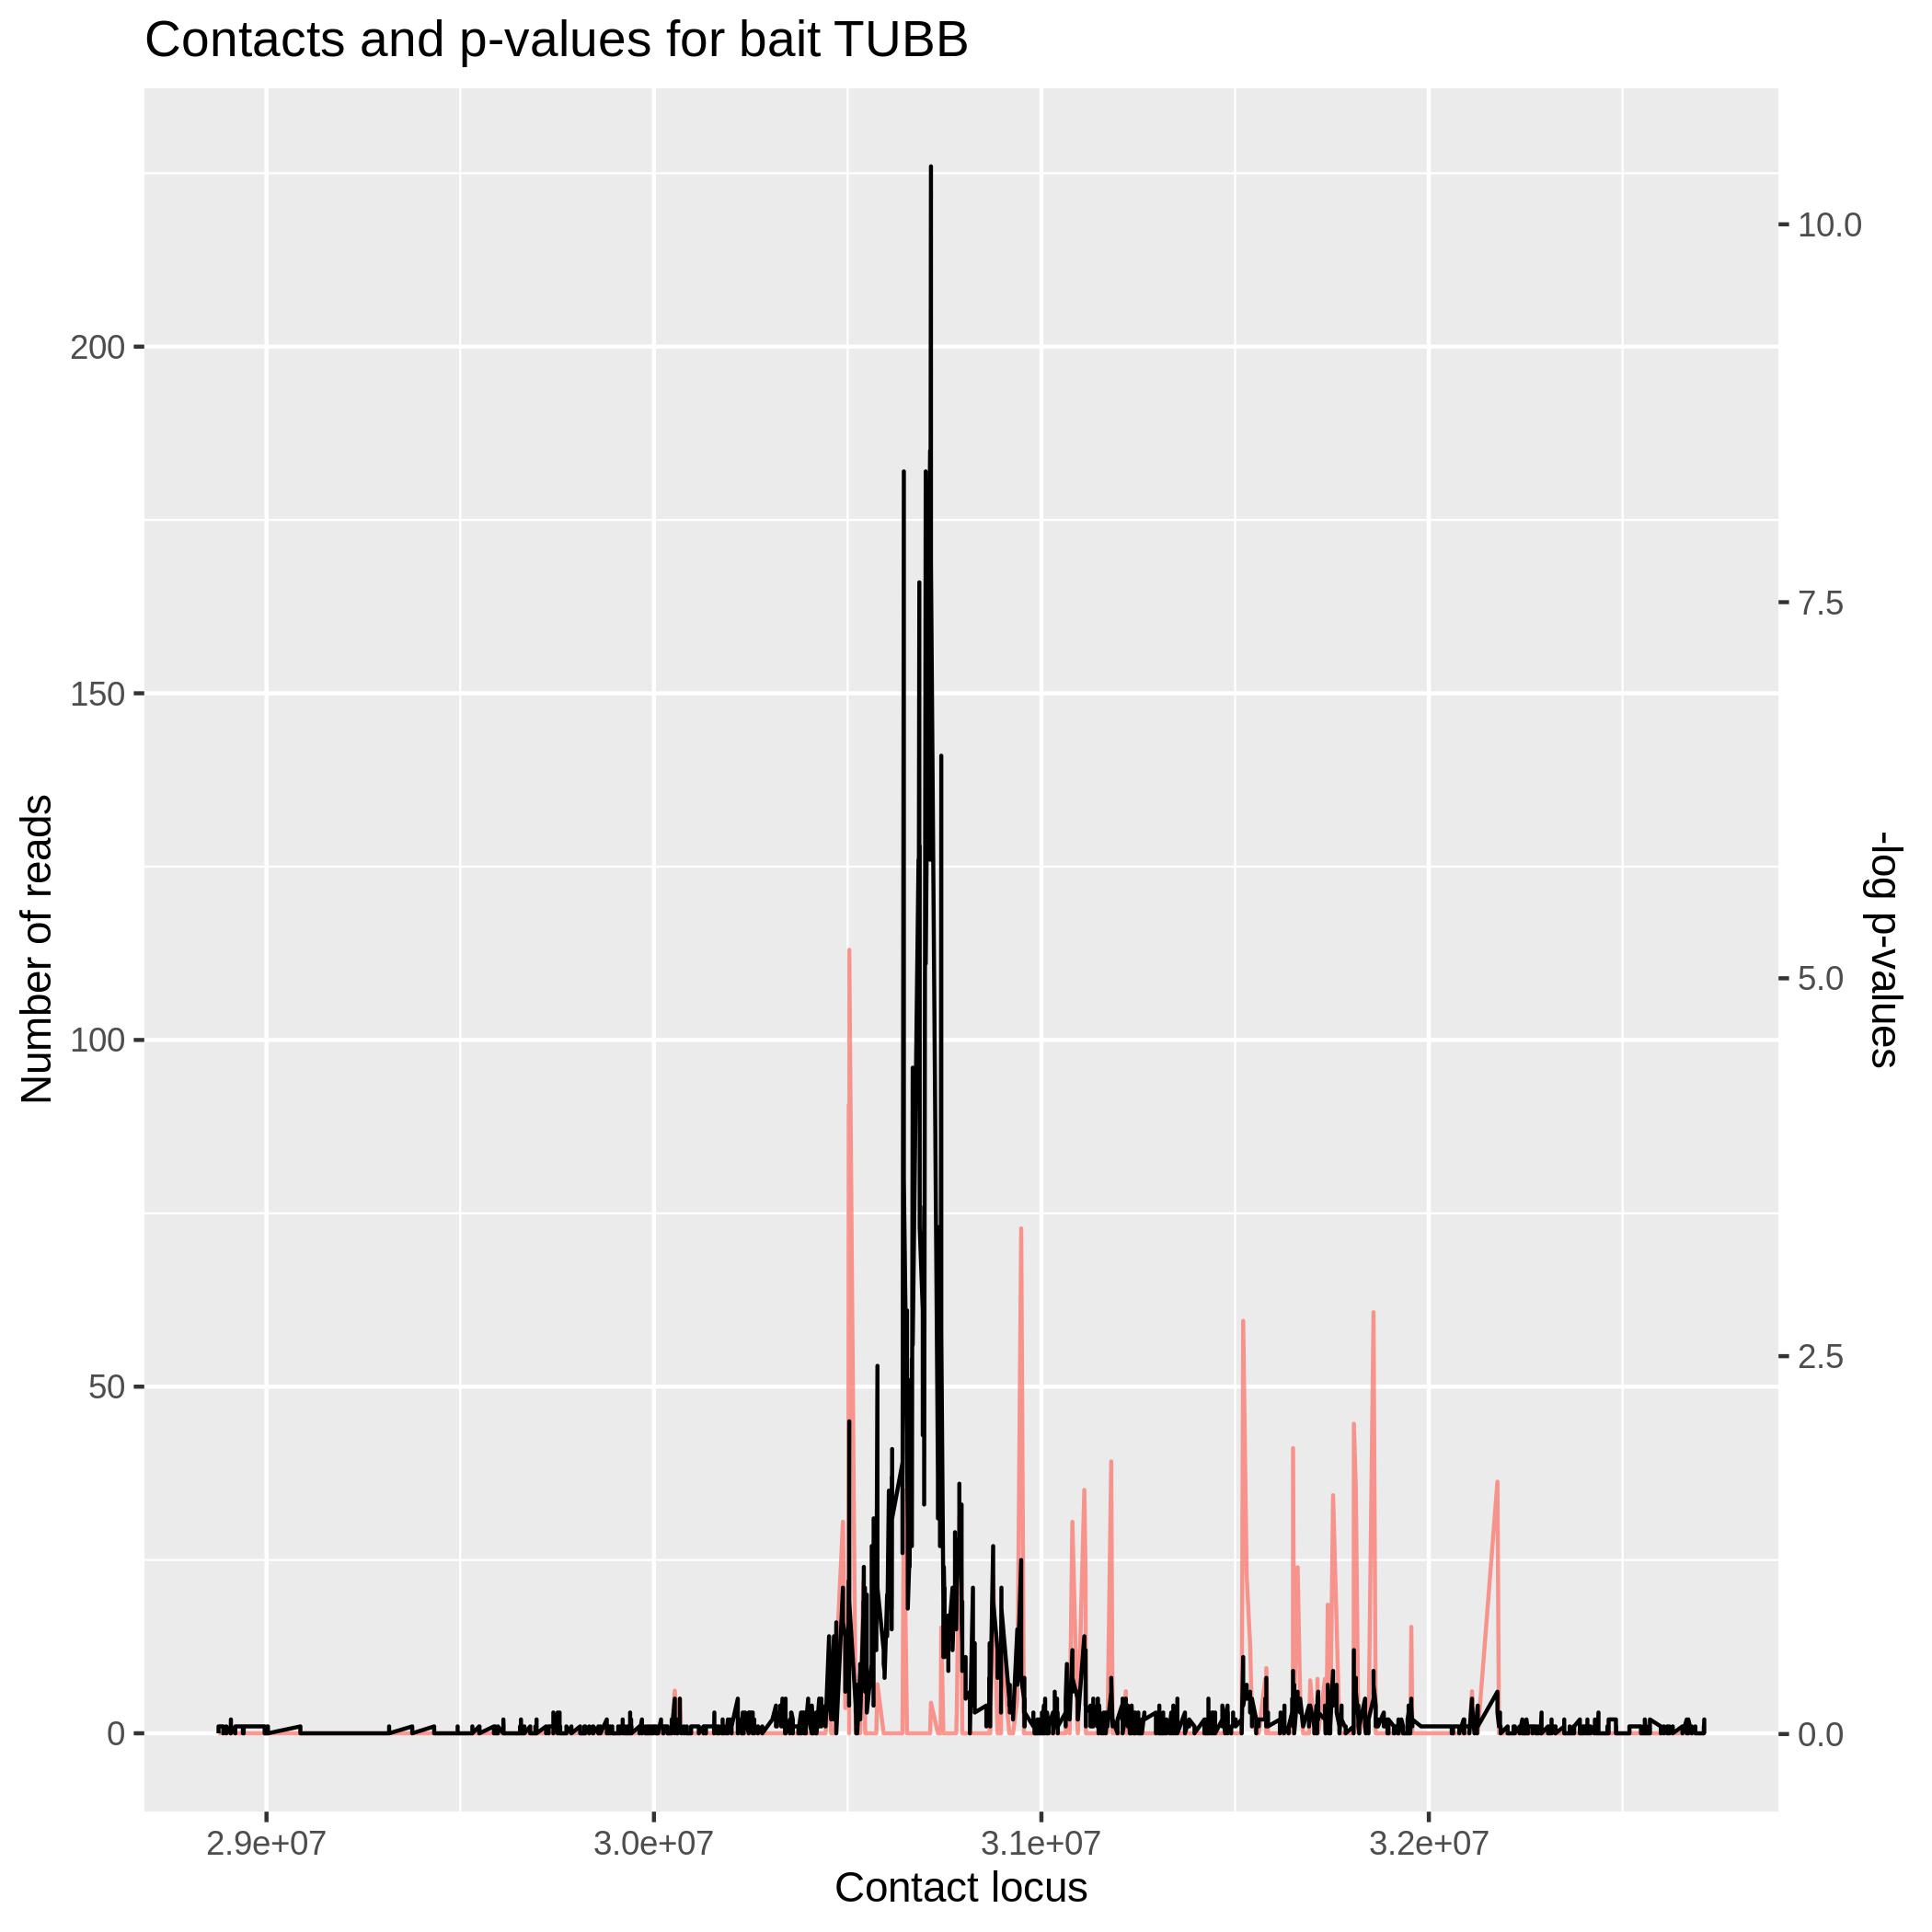 Contacts and p-values for bait TUBB
Number of reads
200
150
100
50
0
10.0
7.5
5.0
2.5
0.0
-log p-values
2.9e+07
3.0e+07
3.1e+07
3.2e+07
Contact locus